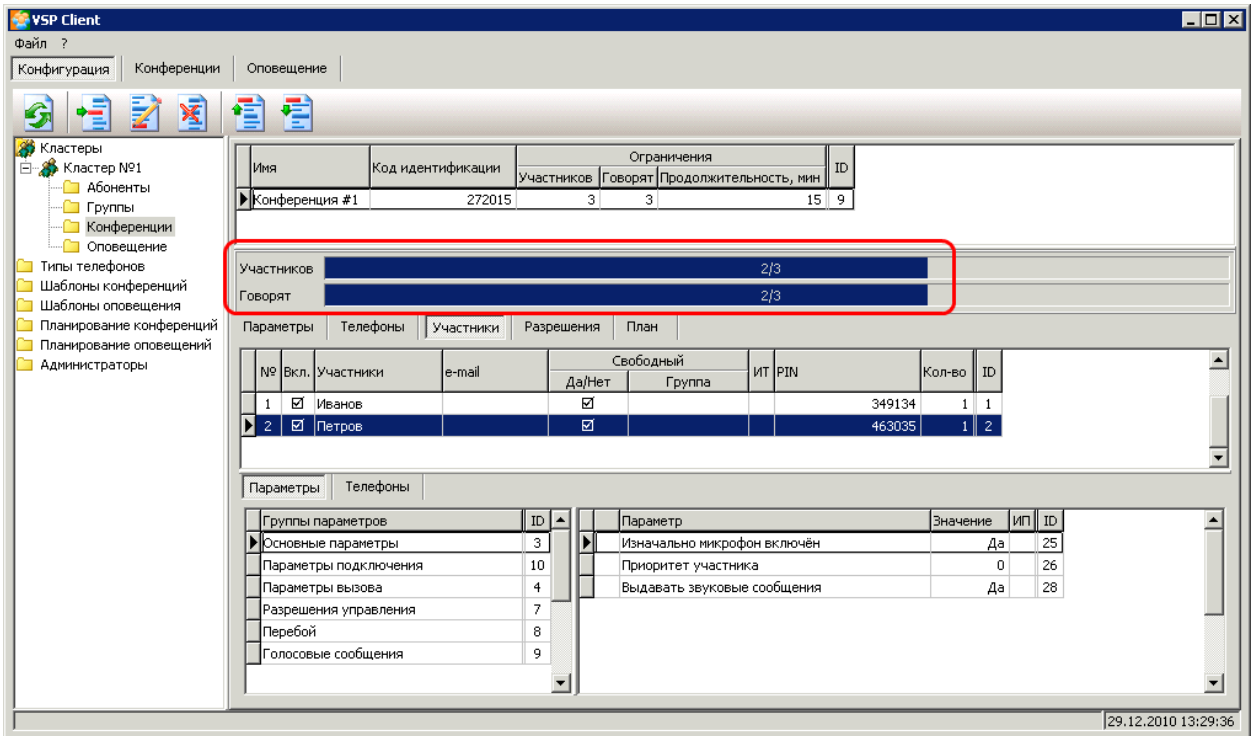 VSP Client
Файл ?
Конфигурация Конференции Оповещение
Кластеры
Кластер №1
Абоненты
Группы
Конференции
Оповещение
Типы телефонов
Шаблоны конференций
Шаблоны оповещения
Планирование конференций
Планирование оповещений
Администраторы
Имя Код идентификации Ограничения ID
Участников Говорят Продолжительность, мин
Конференция #1 272015 3 3 15 9
Участников 2/3
Говорят 2/3
Параметры Телефоны Участники Разрешения План
№ Вкл. Участники e-mail Свободный ИТ PIN Кол-во ID
Да/Нет Группа
1 Иванов 349134 1 1
2 Петров 463035 1 2
Параметры Телефоны
Группы параметров ID Параметр Значение ИП ID
Основные параметры 3 Изначально микрофон включён Да 25
Параметры подключения 10 Приоритет участника 0 26
Параметры вызова 4 Выдавать звуковые сообщения Да 28
Разрешения управления 7
Перебой 8
Голосовые сообщения 9
29.12.2010 13:29:36